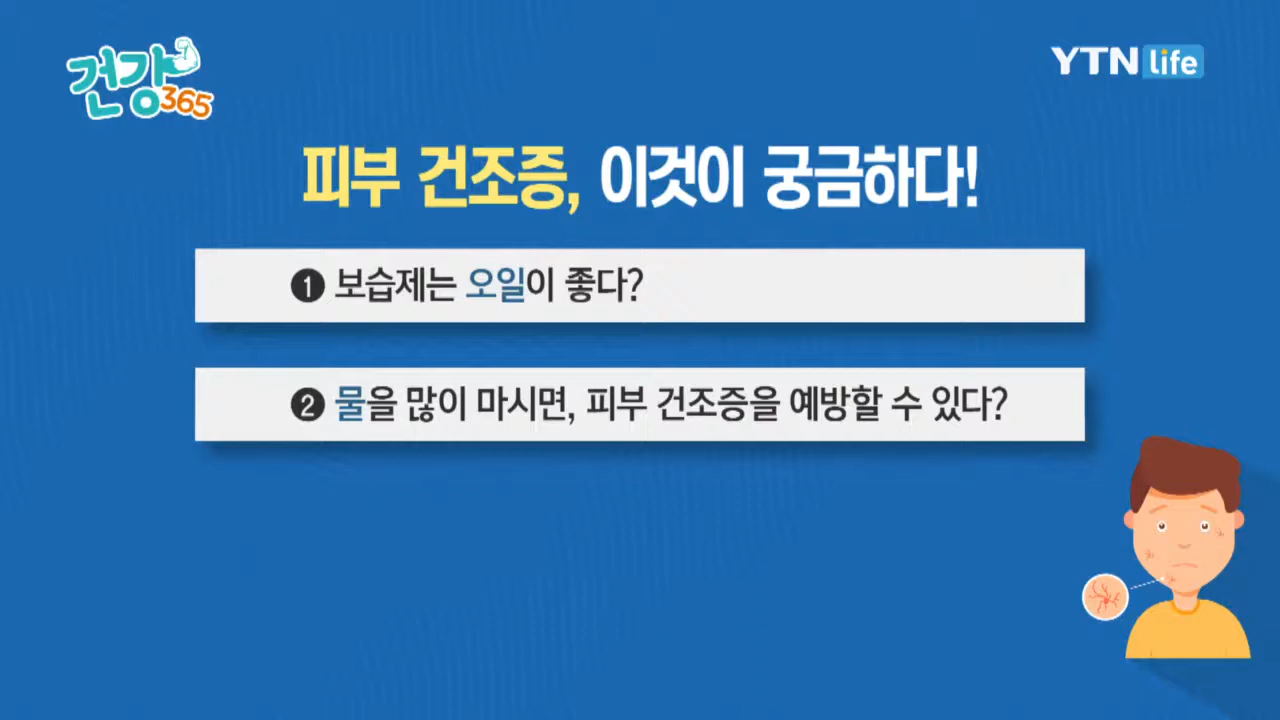 건강365
YTN life
피부 건조증, 이것이 궁금하다!
❶ 보습제는 오일이 좋다?
❷ 물을 많이 마시면, 피부 건조증을 예방할 수 있다?